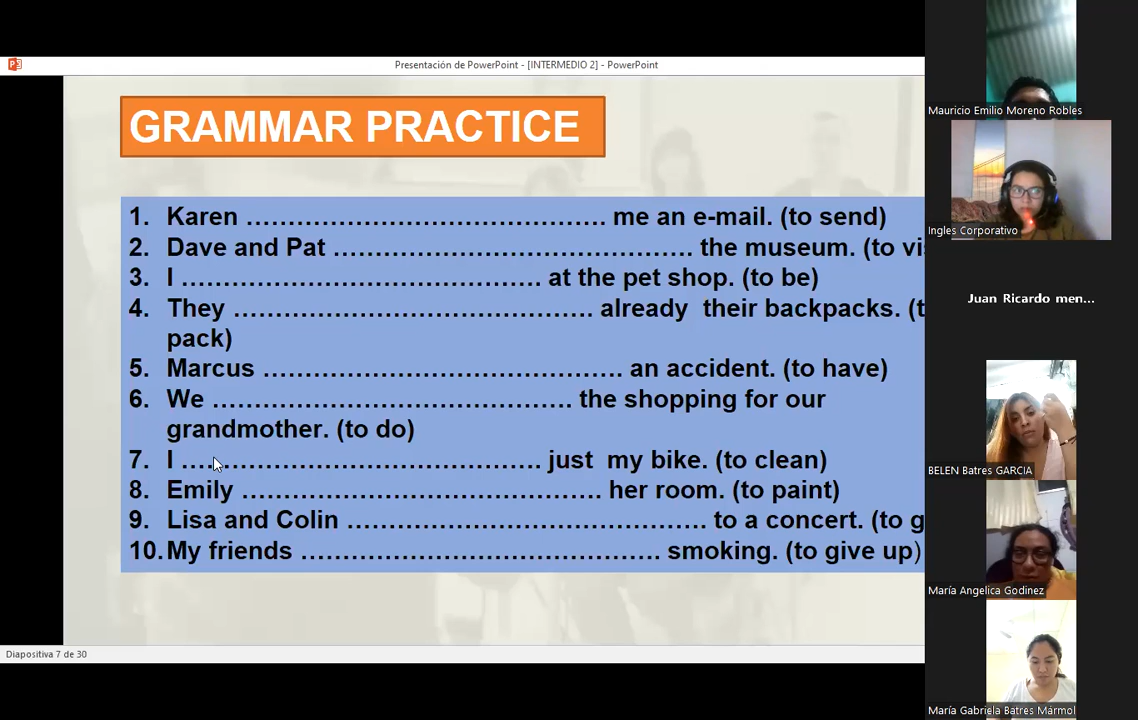 Presentación de PowerPoint - [INTERMEDIO 2] - PowerPoint
GRAMMAR PRACTICE
1. Karen ………………………………… me an e-mail. (to send)
2. Dave and Pat ………………………………… the museum. (to vi
3. I ………………………………… at the pet shop. (to be)
4. They ………………………………… already their backpacks. (t
pack)
5. Marcus ………………………………… an accident. (to have)
6. We ………………………………… the shopping for our
grandmother. (to do)
7. I ………………………………… just my bike. (to clean)
8. Emily ………………………………… her room. (to paint)
9. Lisa and Colin ………………………………… to a concert. (to g
10. My friends ………………………………… smoking. (to give up)
Diapositiva 7 de 30
Mauricio Emilio Moreno Robles
Ingles Corporativo
Juan Ricardo men...
BELEN Batres GARCIA
María Angelica Godinez
María Gabriela Batres Mármol